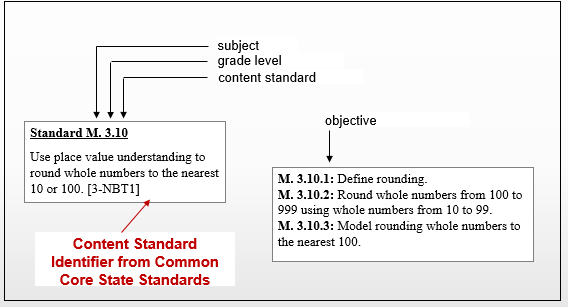 subject
grade level
content standard
objective
Standard M. 3.10
Use place value understanding to
round whole numbers to the nearest
10 or 100. [3-NBT1]
M. 3.10.1: Define rounding.
M. 3.10.2: Round whole numbers from 100 to
999 using whole numbers from 10 to 99.
M. 3.10.3: Model rounding whole numbers to
the nearest 100.
Content Standard
Identifier from Common
Core State Standards